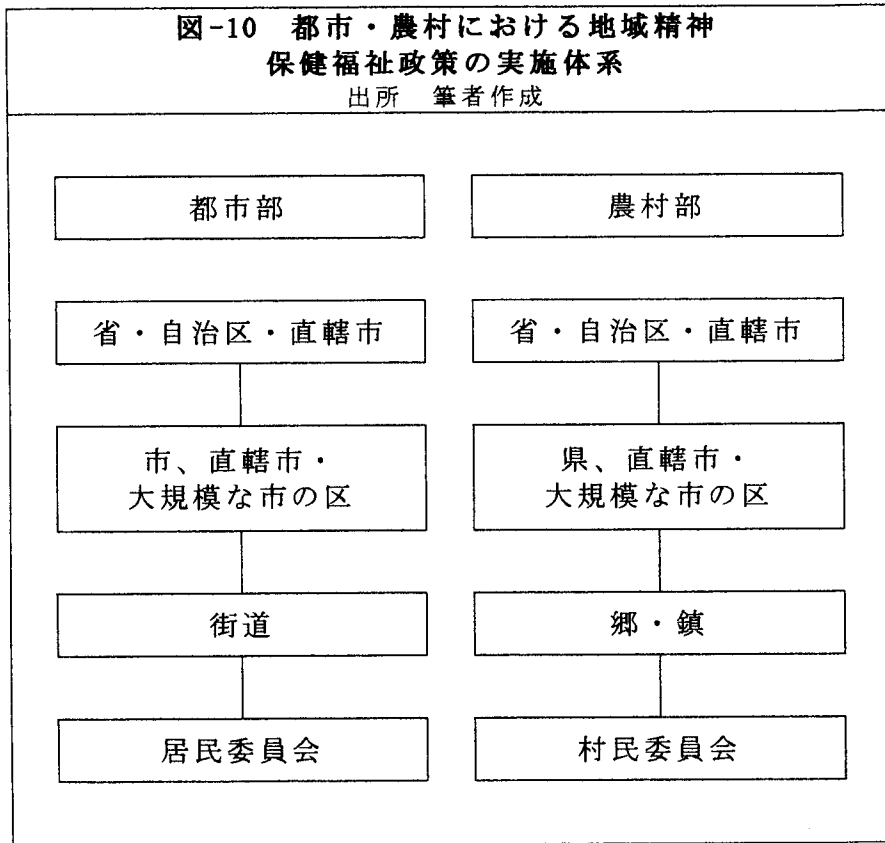 図-10 都市・農村における地域精神
保健福祉政策の実施体系
出所 筆者作成
都市部
農村部
省・自治区・直轄市
省・自治区・直轄市
市、直轄市・
大規模な市の区
県、直轄市・
大規模な市の区
街道
郷・鎮
居民委員会
村民委員会